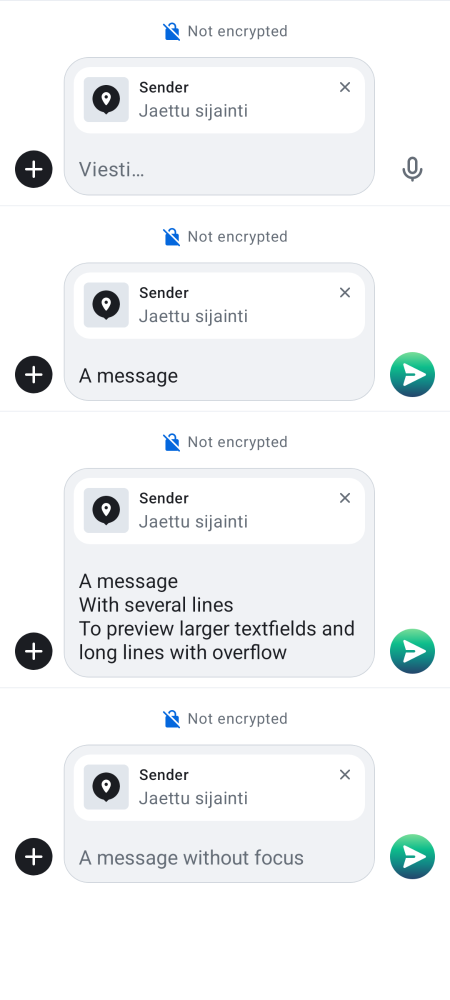 Not encrypted
Sender
Jaettu sijainti
Viesti…
Not encrypted
Sender
Jaettu sijainti
A message
Not encrypted
Sender
Jaettu sijainti
A message
With several lines
To preview larger textfields and
long lines with overflow
Not encrypted
Sender
Jaettu sijainti
A message without focus